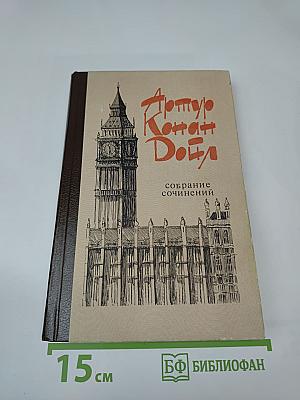 Артур
Конан
Дойл
собрание
сочинений
15 см
БФ БИБЛИОФАН